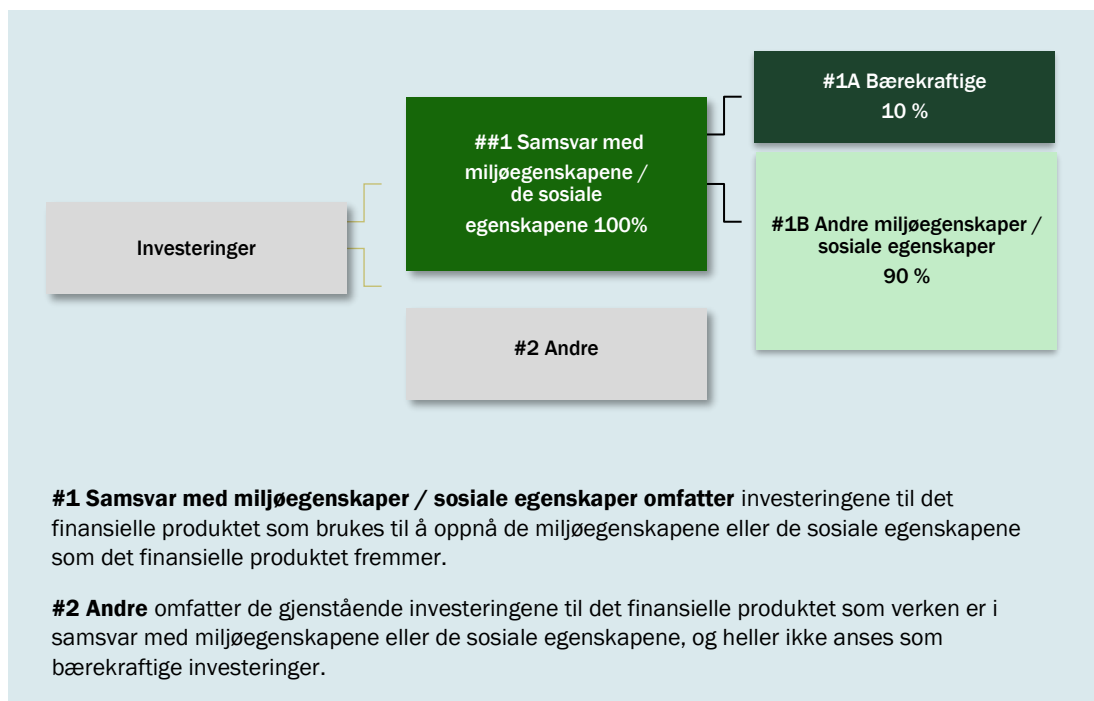 Investeringer
##1 Samsvar med
miljøegenskapene /
de sosiale
egenskapene 100%
#2 Andre
#1A Bærekraftige
10 %
#1B Andre miljøegenskaper /
sosiale egenskaper
90 %
#1 Samsvar med miljøegenskaper / sosiale egenskaper omfatter investeringene til det
finansielle produktet som brukes til å oppnå de miljøegenskapene eller de sosiale egenskapene
som det finansielle produktet fremmer.
#2 Andre omfatter de gjenstående investeringene til det finansielle produktet som verken er i
samsvar med miljøegenskapene eller de sosiale egenskapene, og heller ikke anses som
bærekraftige investeringer.